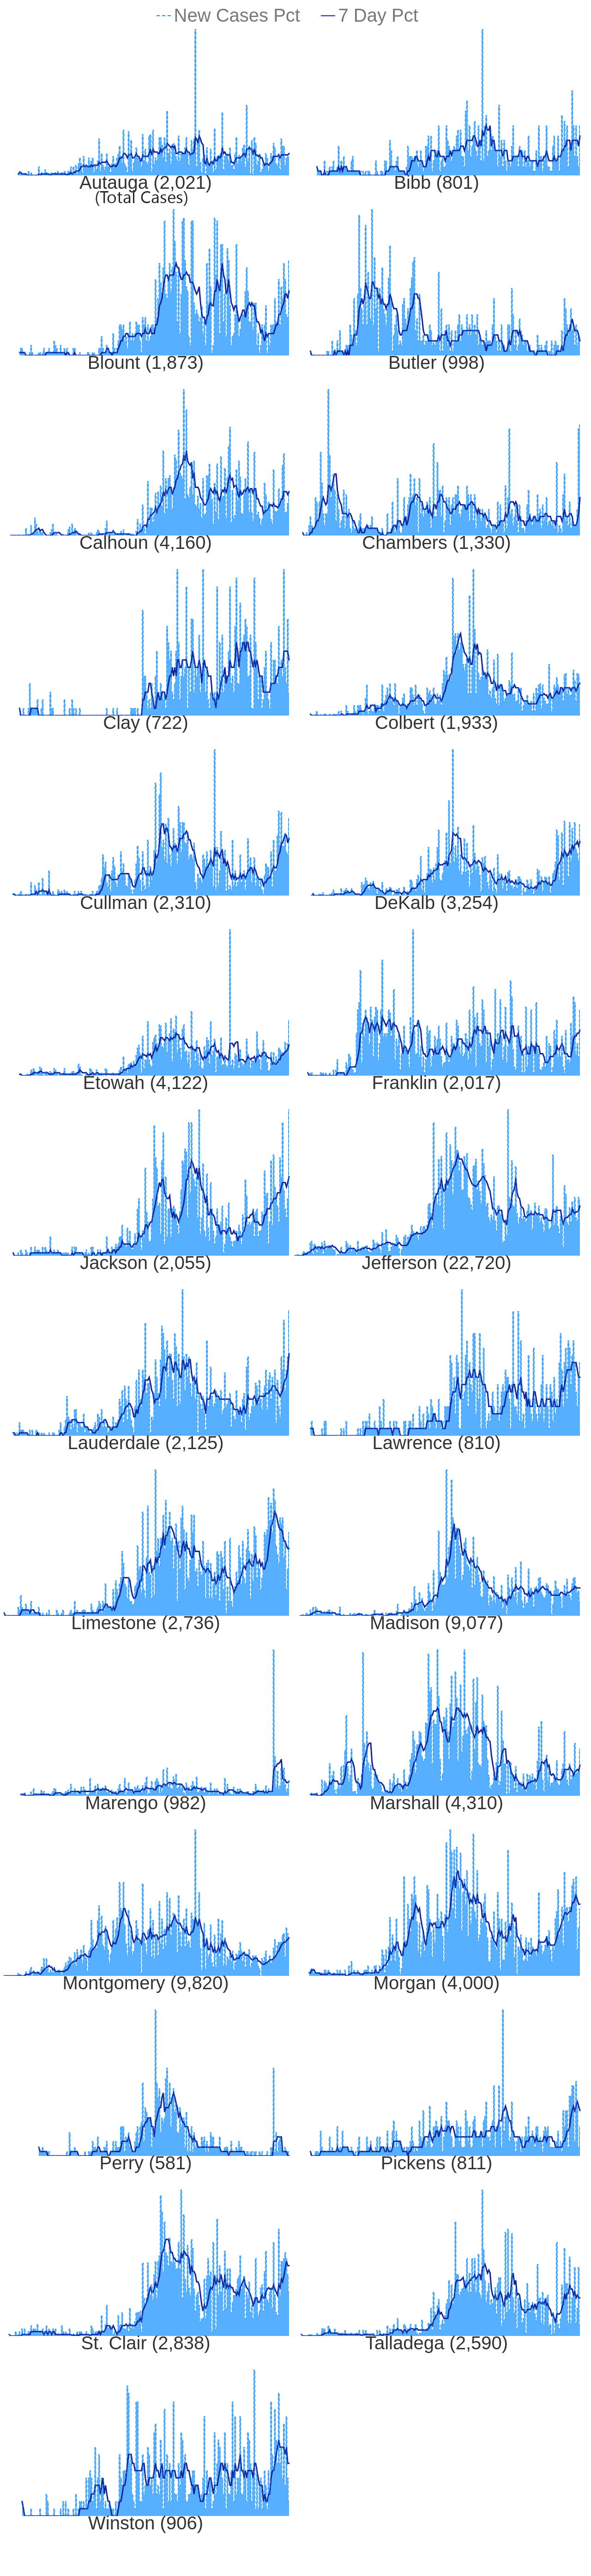 New Cases Pct 7 Day Pct
Autauga (2,021) Bibb (801)
(Total Cases)
Blount (1,873) Butler (998)
Calhoun (4,160) Chambers (1,330)
Clay (722) Colbert (1,933)
Cullman (2,310) DeKalb (3,254)
Etowah (4,122) Franklin (2,017)
Jackson (2,055) Jefferson (22,720)
Lauderdale (2,125) Lawrence (810)
Limestone (2,736) Madison (9,077)
Marengo (982) Marshall (4,310)
Montgomery (9,820) Morgan (4,000)
Perry (581) Pickens (811)
St. Clair (2,838) Talladega (2,590)
Winston (906)